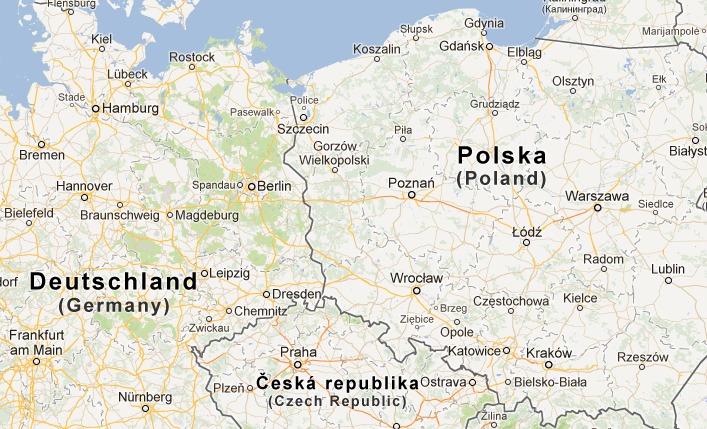 Flensburg
Kaliningrad
(Калининград)
Gdynia
Słupsk
Kiel
Koszalin
Gdańsk
Elbląg
Marijampolė
Rostock
Lübeck
Olsztyn
Ełk
Stade
Hamburg
Police
Pasewalk
Grudziądz
Szczecin
Piła
Bremen
Gorzów
Wielkopolski
Polska
(Poland)
Białyst
Hannover
Spandau
Berlin
Poznań
Warszawa
Siedlce
Bielefeld
Braunschweig
Magdeburg
Łódź
Radom
Lublin
Deutschland
(Germany)
Leipzig
Dresden
Wrocław
Częstochowa
Kielce
Chemnitz
Zwickau
Brzeg
Ziębice
Opole
Frankfurt
am Main
Praha
Katowice
Kraków
Rzeszów
Česká republika
(Czech Republic)
Plzeň
Ostrava
Bielsko-Biała
Nürnberg
Žilina